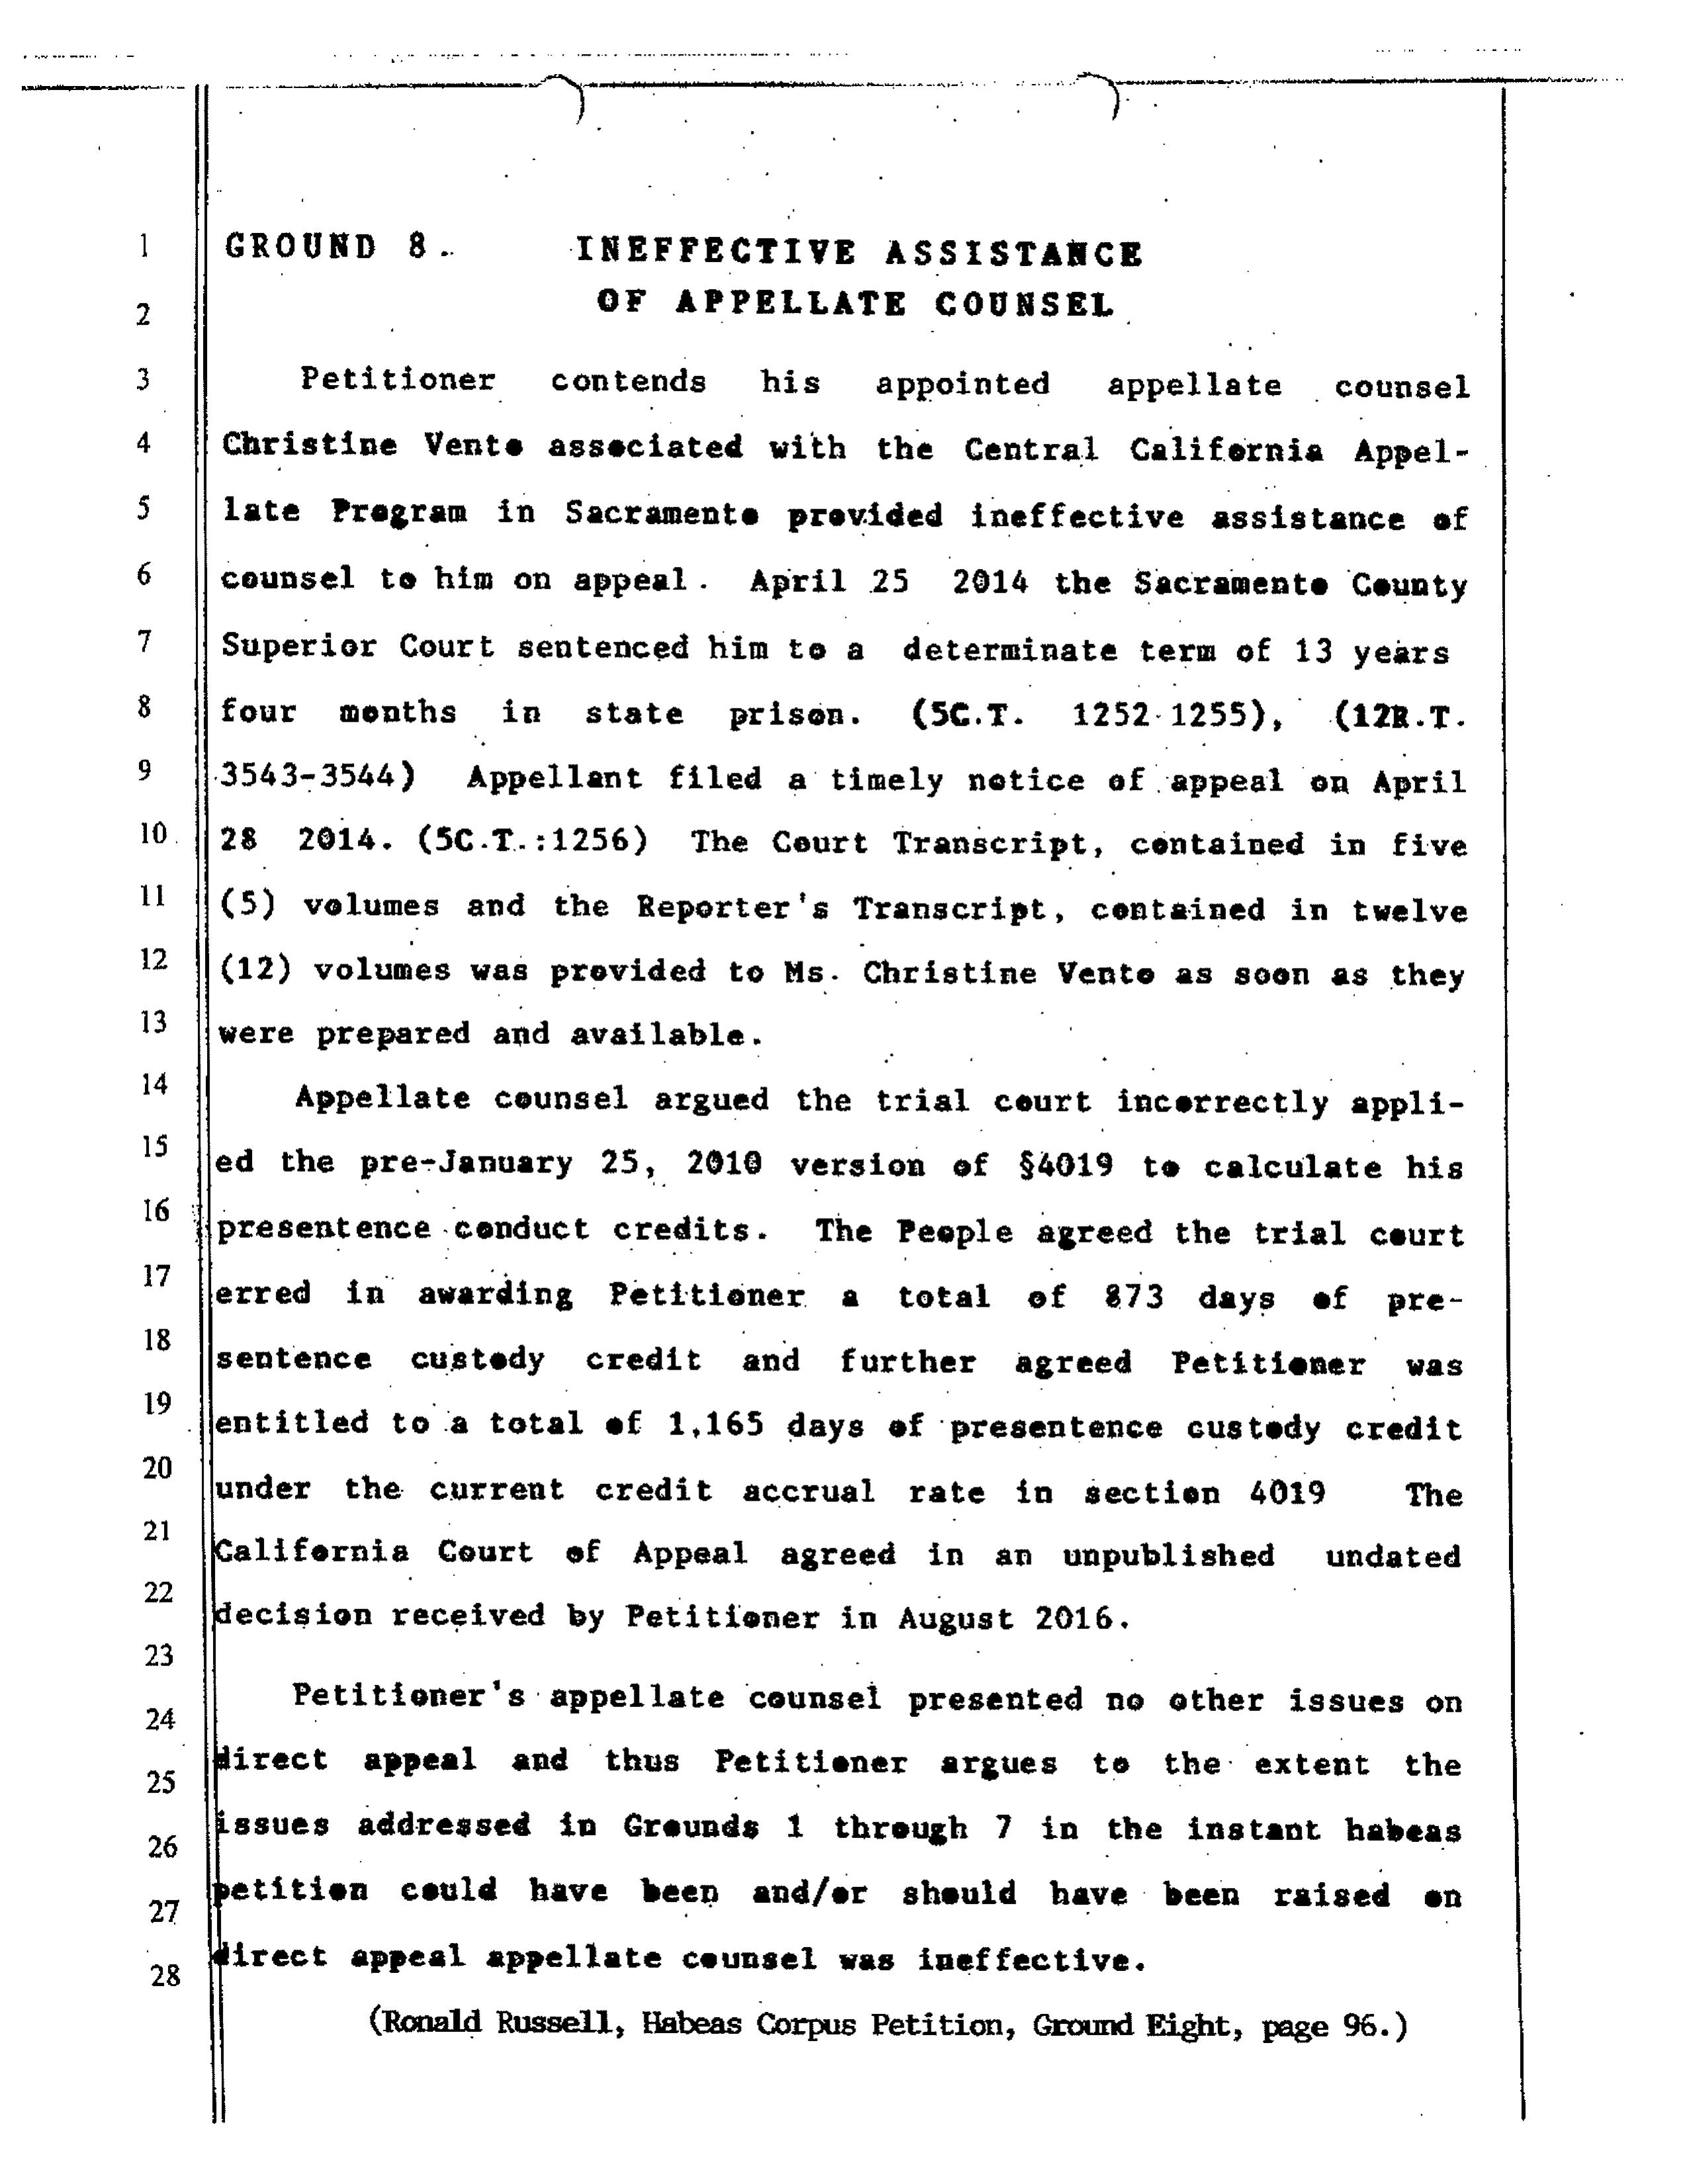 1 GROUND 8. INEFFECTIVE ASSISTANCE
2 OF APPELLATE COUNSEL
3 Petitioner contends his appointed appellate counsel
4 Christine Vento associated with the Central California Appel-
5 late Program in Sacramento provided ineffective assistance of
6 counsel to him on appeal. April 25 2014 the Sacramento County
7 Superior Court sentenced him to a determinate term of 13 years
8 four months in state prison. (5C.T. 1252-1255), (12R.T.
9 3543-3544) Appellant filed a timely notice of appeal on April
10 28 2014. (5C.T.:1256) The Court Transcript, contained in five
11 (5) volumes and the Reporter's Transcript, contained in twelve
12 (12) volumes was provided to Ms. Christine Vento as soon as they
13 were prepared and available.
14 Appellate counsel argued the trial court incorrectly appli-
15 ed the pre-January 25, 2010 version of §4019 to calculate his
16 presentence conduct credits. The People agreed the trial court
17 erred in awarding Petitioner a total of 873 days of pre-
18 sentence custody credit and further agreed Petitioner was
19 entitled to a total of 1,165 days of presentence custody credit
20 under the current credit accrual rate in section 4019 The
21 California Court of Appeal agreed in an unpublished undated
22 decision received by Petitioner in August 2016.
23
24 Petitioner's appellate counsel presented no other issues on
25 direct appeal and thus Petitioner argues to the extent the
26 issues addressed in Grounds 1 through 7 in the instant habeas
27 petition could have been and/or should have been raised on
28 direct appeal appellate counsel was ineffective.
(Ronald Russell, Habeas Corpus Petition, Ground Eight, page 96.)